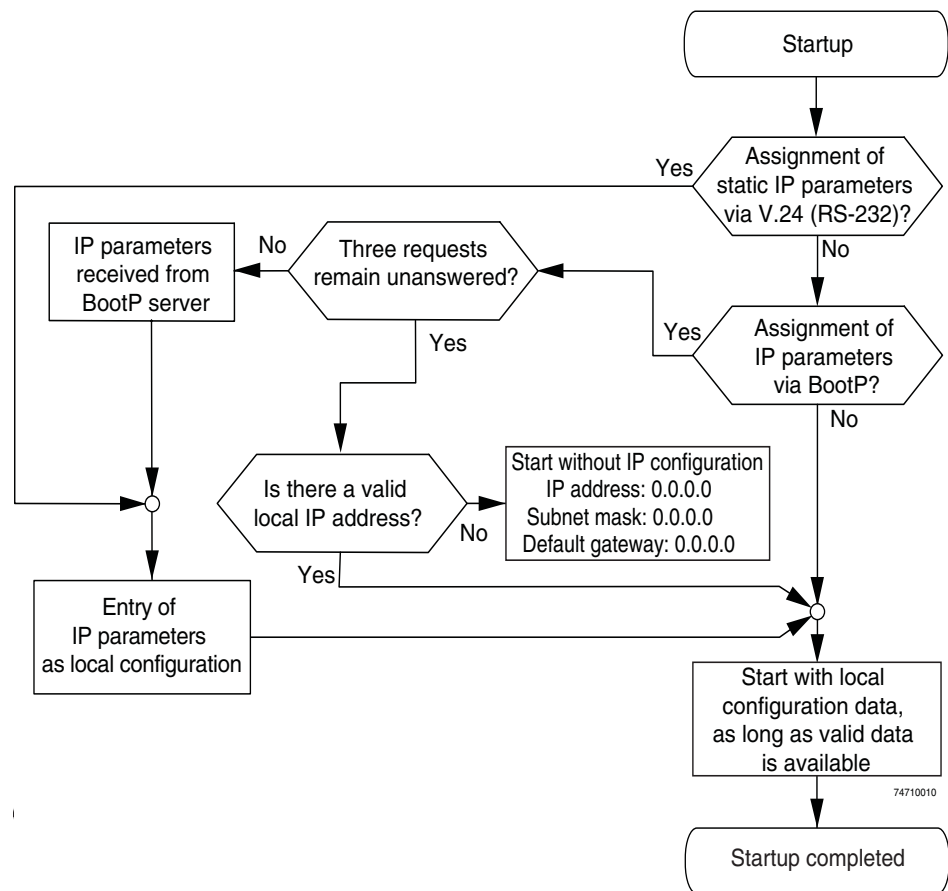 Startup
Assignment of
static IP parameters
via V.24 (RS-232)?
Yes
No
Assignment of
IP parameters
via BootP?
Yes
No
Three requests
remain unanswered?
No
Yes
IP parameters
received from
BootP server
Is there a valid
local IP address?
No
Yes
Start without IP configuration
IP address: 0.0.0.0
Subnet mask: 0.0.0.0
Default gateway: 0.0.0.0
Entry of
IP parameters
as local configuration
Start with local
configuration data,
as long as valid data
is available
74710010
Startup completed